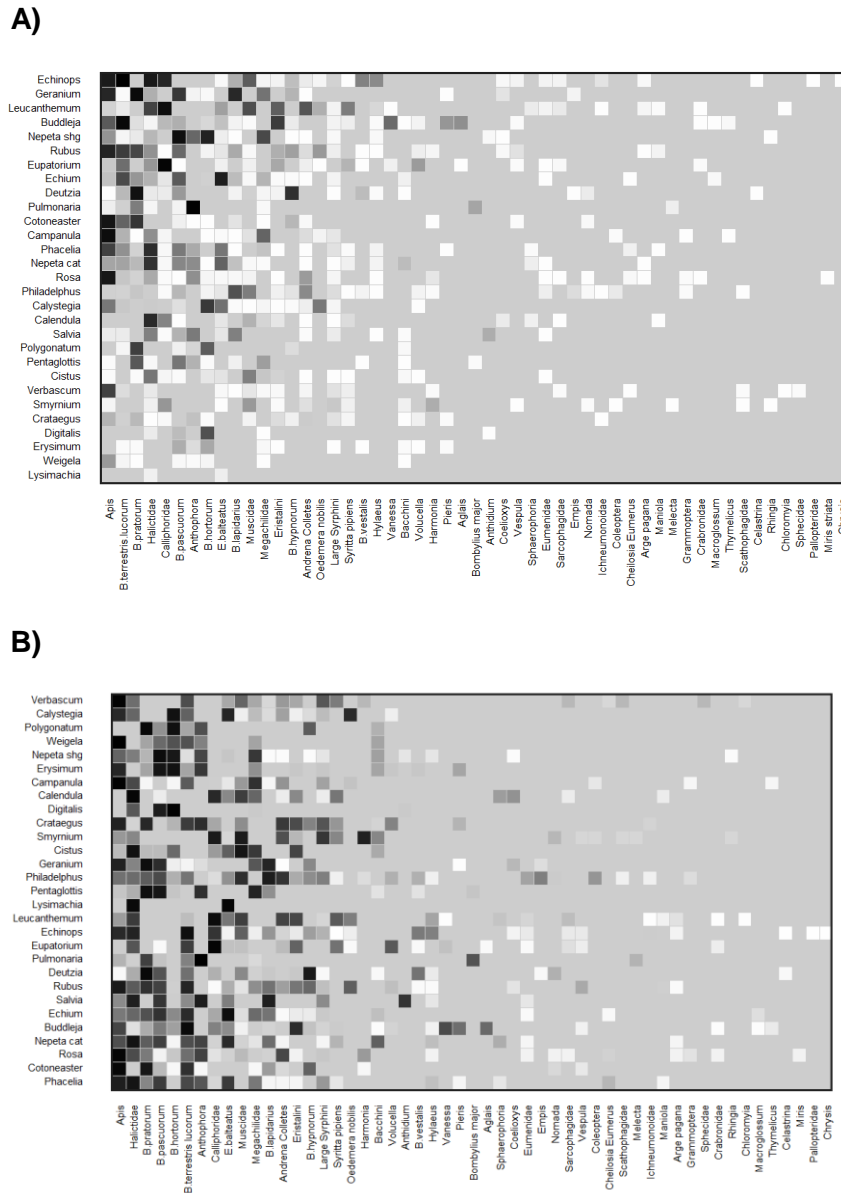 A)
Echinops
Geranium
Leucanthemum
Buddleja
Nepeta shg
Rubus
Eupatorium
Echium
Deutzia
Pulmonaria
Cotoneaster
Campanula
Phacelia
Nepeta cat
Rosa
Philadelphus
Calystegia
Calendula
Salvia
Polygonatum
Pentaglottis
Cistus
Verbascum
Smyrnium
Crataegus
Digitalis
Erysimum
Weigela
Lysimachia
Apis
B.terrestris.lucorum
B.pratorum
Halictidae
Calliphoridae
B.pascuorum
Anthophora
B.hortorum
E.balteatus
B.lapidarius
Muscidae
Megachilidae
Eristalini
B.hypnorum
Andrena Colletes
Oedemera nobilis
Large Syrphini
Syritta pipiens
B.vestalis
Hylaeus
Vanessa
Bacchini
Volucella
Harmonia
Pieris
Aglais
Bombylius major
Anthidium
Coelioxys
Vespula
Sphaerophoria
Eumenidae
Sarcophagidae
Empis
Nomada
Ichneumonoidae
Coleoptera
Cheilosia Eumerus
Arge pagana
Maniola
Melecta
Grammoptera
Crabronidae
Macroglossum
Thymelicus
Scathophagidae
Celastrina
Rhingia
Chloromyia
Sphecidae
Pallopteridae
Miris striata
B)
Verbascum
Calystegia
Polygonatum
Weigela
Nepeta shg
Erysimum
Campanula
Calendula
Digitalis
Crataegus
Smyrnium
Cistus
Geranium
Philadelphus
Pentaglottis
Lysimachia
Leucanthemum
Echinops
Eupatorium
Pulmonaria
Deutzia
Rubus
Salvia
Echium
Buddleja
Nepeta cat
Rosa
Cotoneaster
Phacelia
Apis
Halictidae
B.pratorum
B.pascuorum
B.hortorum
B.terrestris lucorum
Anthophora
Calliphoridae
E.balteatus
Muscidae
Megachilidae
B.lapidarius
Andrena Colletes
Eristalini
B.hypnorum
Large Syrphini
Syritta pipiens
Oedemera nobilis
Harmonia
Bacchini
Volucella
Anthidium
B.vestalis
Hylaeus
Vanessa
Pieris
Bombylius major
Aglais
Sphaerophoria
Coelioxys
Eumenidae
Empis
Nomada
Sarcophagidae
Vespula
Coleoptera
Cheilosia Eumerus
Scathophagidae
Melecta
Ichneumonoidae
Maniola
Arge pagana
Grammoptera
Sphecidae
Crabronidae
Rhingia
Chloromyia
Macroglossum
Thymelicus
Celastrina
Miris
Pallopteridae
Chrysis